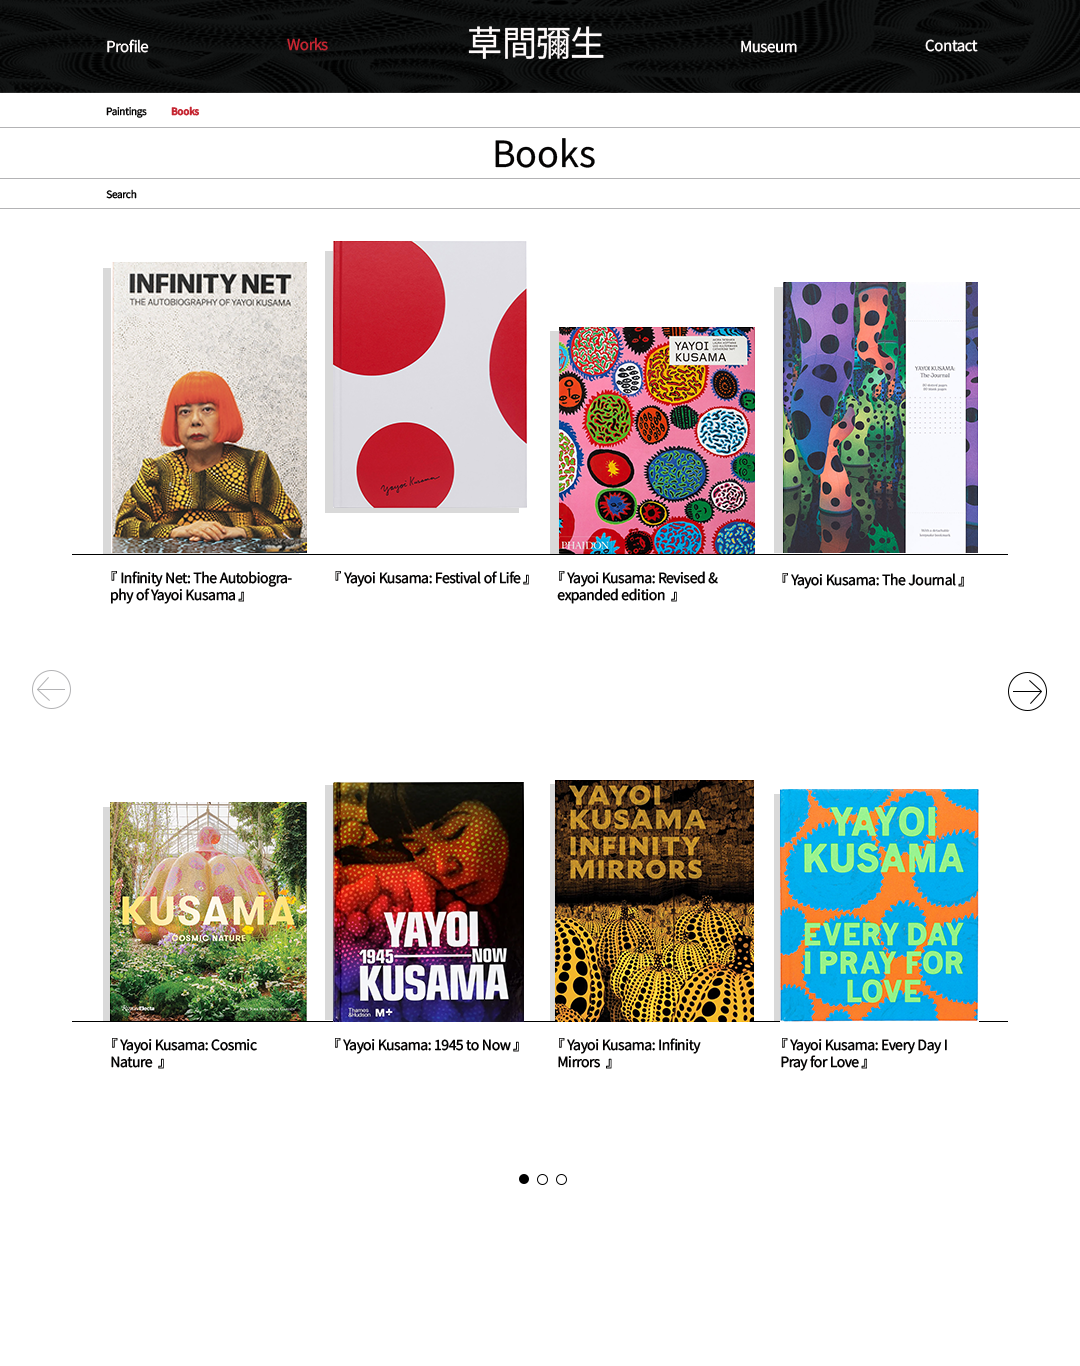 Profile
Works
草間彌生
Museum
Contact
Paintings
Books
Books
Search
INFINITY NET
THE AUTOBIOGRAPHY OF YAYOI KUSAMA
Yayoi Kusama
YAYOI
KUSAMA
PHAIDON
YAYOI KUSAMA:
The Journal
『 Infinity Net: The Autobiogra-
phy of Yayoi Kusama 』
『 Yayoi Kusama: Festival of Life 』
『 Yayoi Kusama: Revised &
expanded edition 』
『 Yayoi Kusama: The Journal 』
KUSAMA
COSMIC NATURE
YAYOI
1945 NOW
KUSAMA
Thames
&Hudson
M+
YAYOI
KUSAMA
INFINITY
MIRRORS
YAYOI
KUSAMA
EVERY DAY
I PRAY FOR
LOVE
『 Yayoi Kusama: Cosmic
Nature 』
『 Yayoi Kusama: 1945 to Now 』
『 Yayoi Kusama: Infinity
Mirrors 』
『 Yayoi Kusama: Every Day I
Pray for Love 』